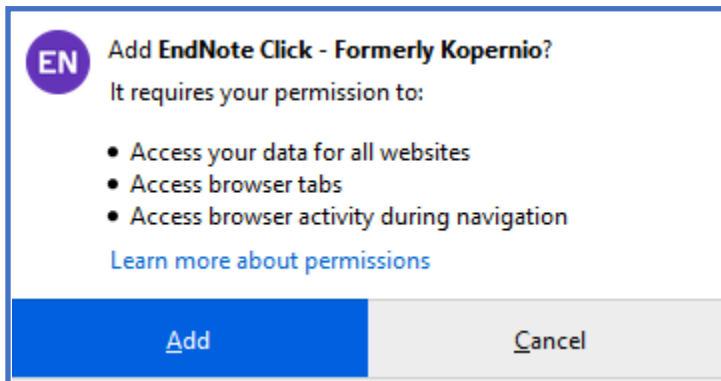 EN
Add EndNote Click - Formerly Kopernio?
It requires your permission to:
• Access your data for all websites
• Access browser tabs
• Access browser activity during navigation
Learn more about permissions
Add
Cancel